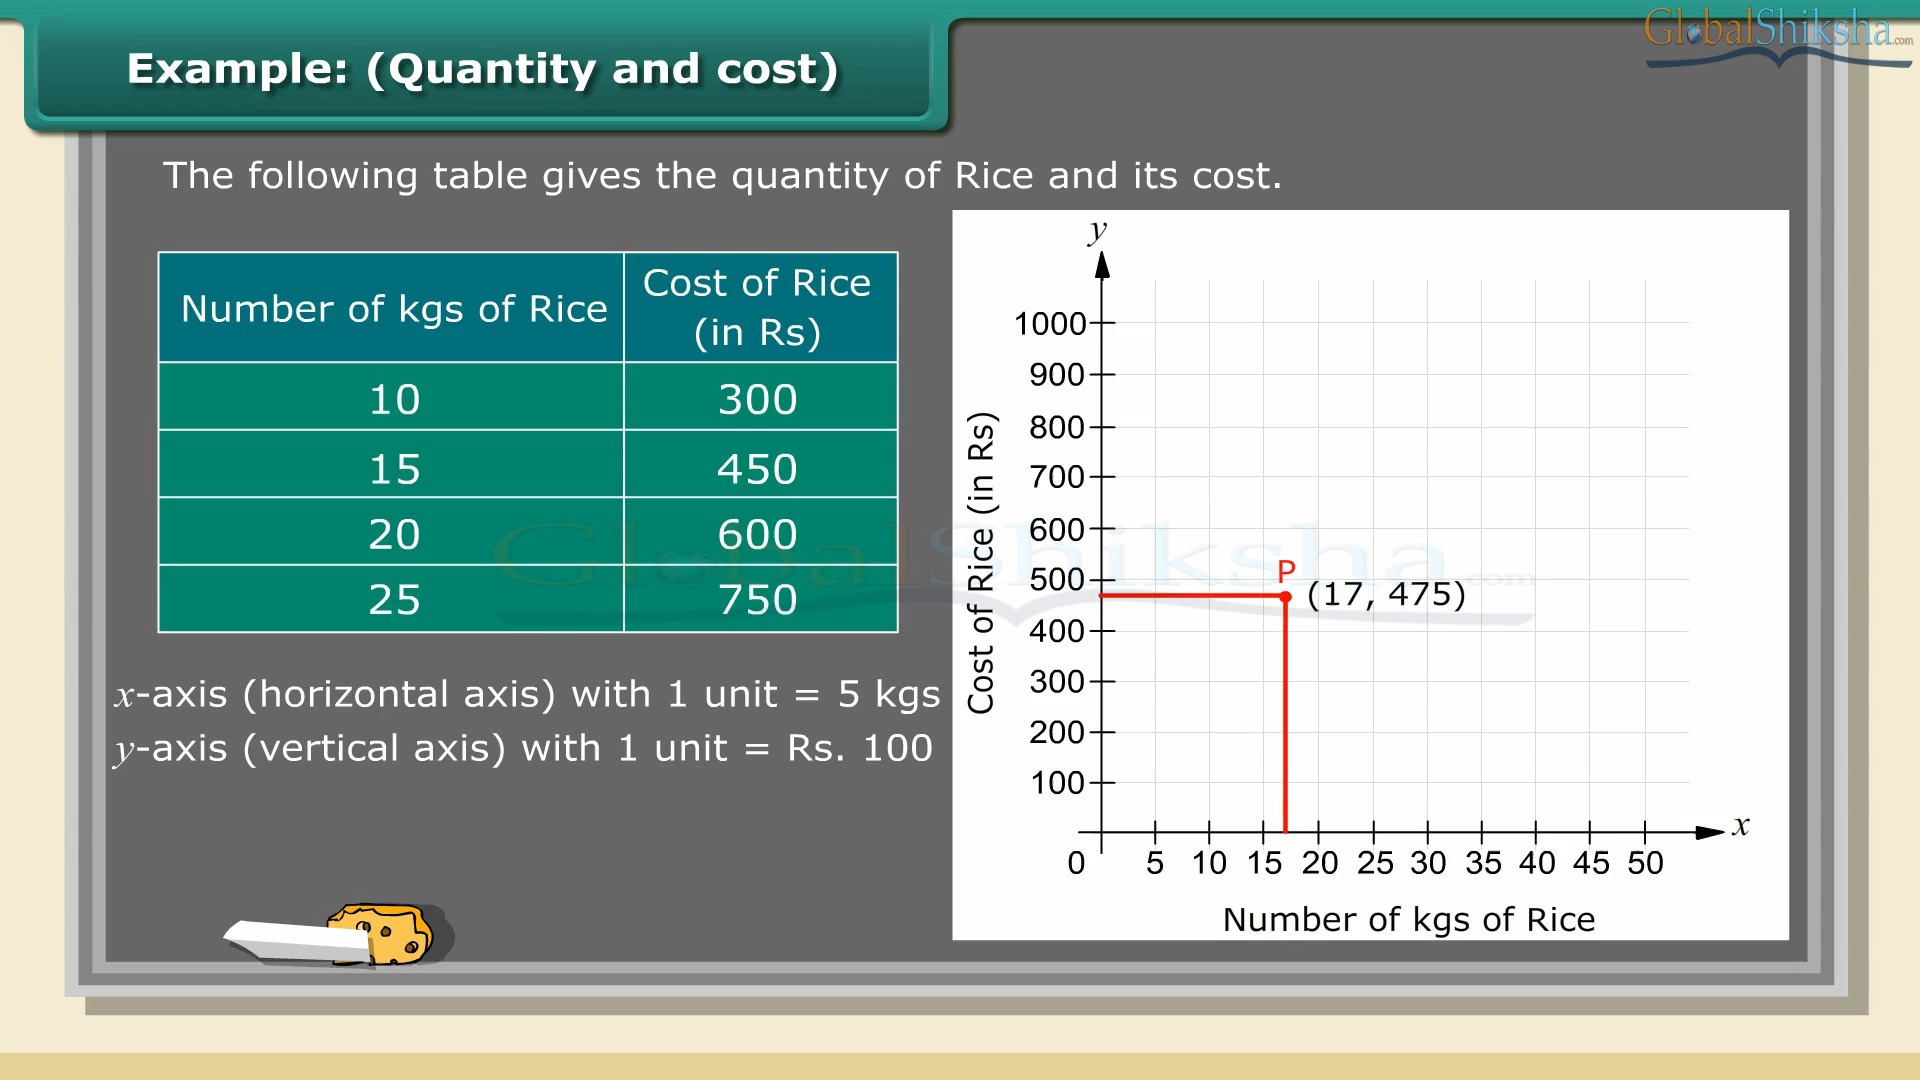 GlobalShiksha.com
Example: (Quantity and cost)
The following table gives the quantity of Rice and its cost.
Number of kgs of Rice
Cost of Rice
(in Rs)
10 300
15 450
20 600
25 750
x-axis (horizontal axis) with 1 unit = 5 kgs
y-axis (vertical axis) with 1 unit = Rs. 100
y
1000
900
800
700
600
500
400
300
200
100
Cost of Rice (in Rs)
P
(17, 475)
x
0 5 10 15 20 25 30 35 40 45 50
Number of kgs of Rice
GlobalShiksha.com